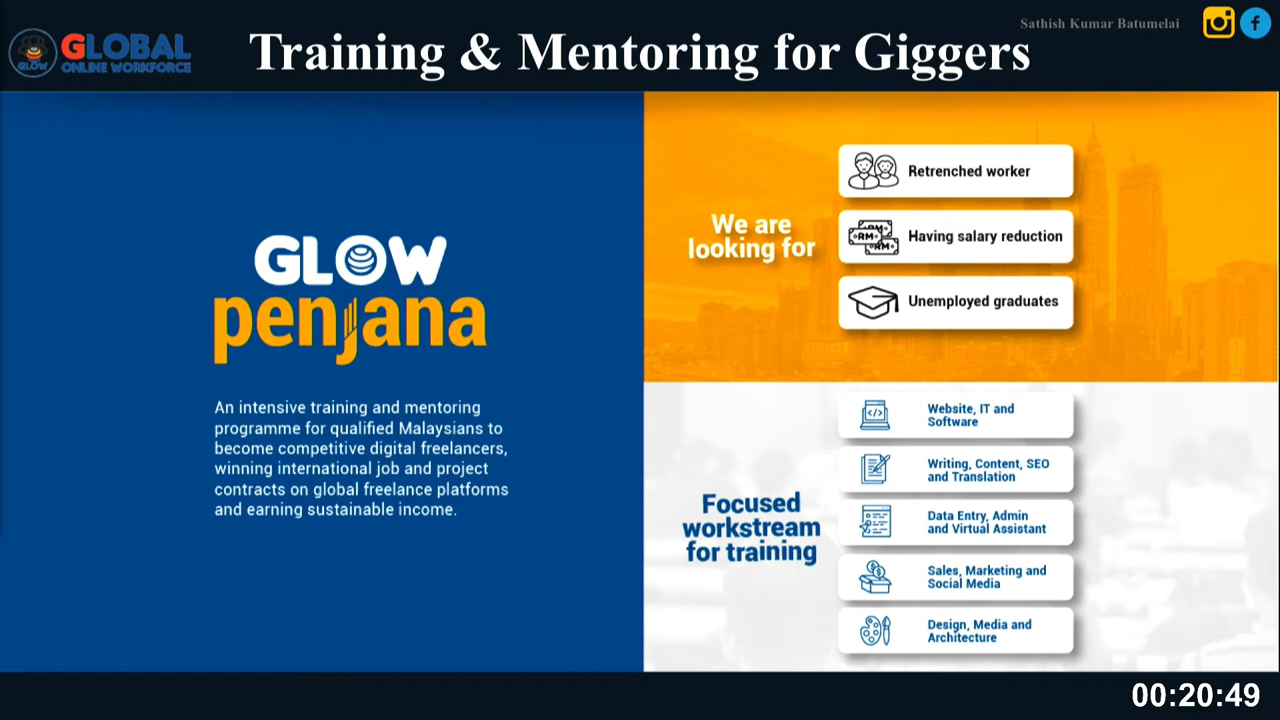 Sathish Kumar Batumelai
GLOBAL
ONLINE WORKFORCE
GLOW
Training & Mentoring for Giggers
GLOW
penjana
An intensive training and mentoring
programme for qualified Malaysians to
become competitive digital freelancers,
winning international job and project
contracts on global freelance platforms
and earning sustainable income.
We are
looking for
Retrenched worker
RM
RM
RM
Having salary reduction
Unemployed graduates
Focused
workstream
for training
Website, IT and
Software
Writing, Content, SEO
and Translation
Data Entry, Admin
and Virtual Assistant
Sales, Marketing and
Social Media
Design, Media and
Architecture
00:20:49